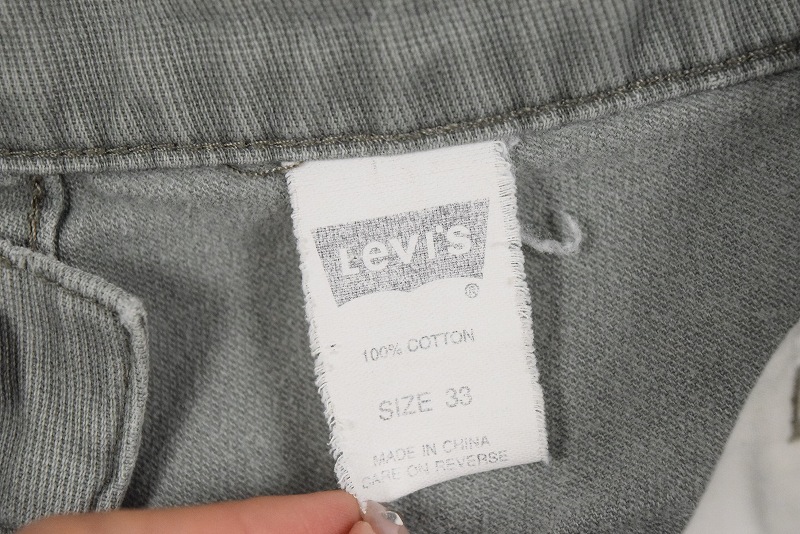 Levi's
®
100% COTTON
SIZE 33
MADE IN CHINA
CARE ON REVERSE